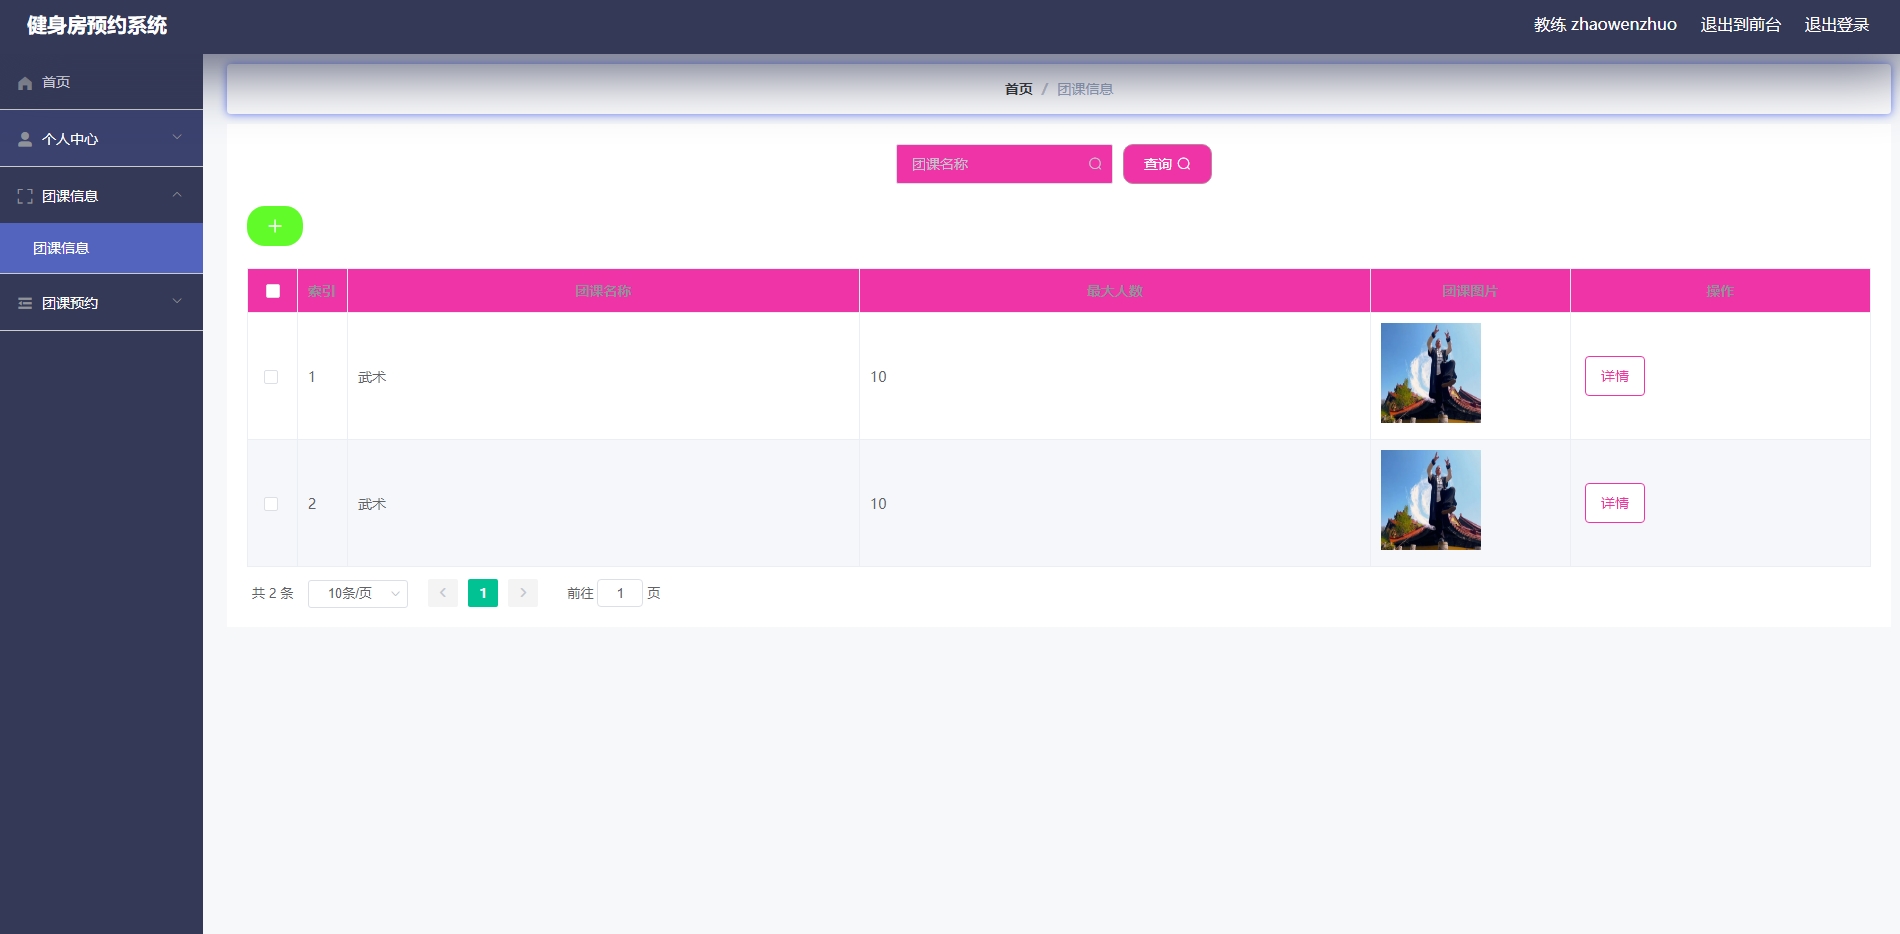 健身房预约系统
教练 zhaowenzhuo 退出到前台 退出登录
首页
个人中心
团课信息
团课信息
团课预约
首页 / 团课信息
团课名称 查询
+
索引 团课名称 最大人数 团课图片 操作
1 武术 10 详情
2 武术 10 详情
共 2 条 10条/页 1 前往 1 页